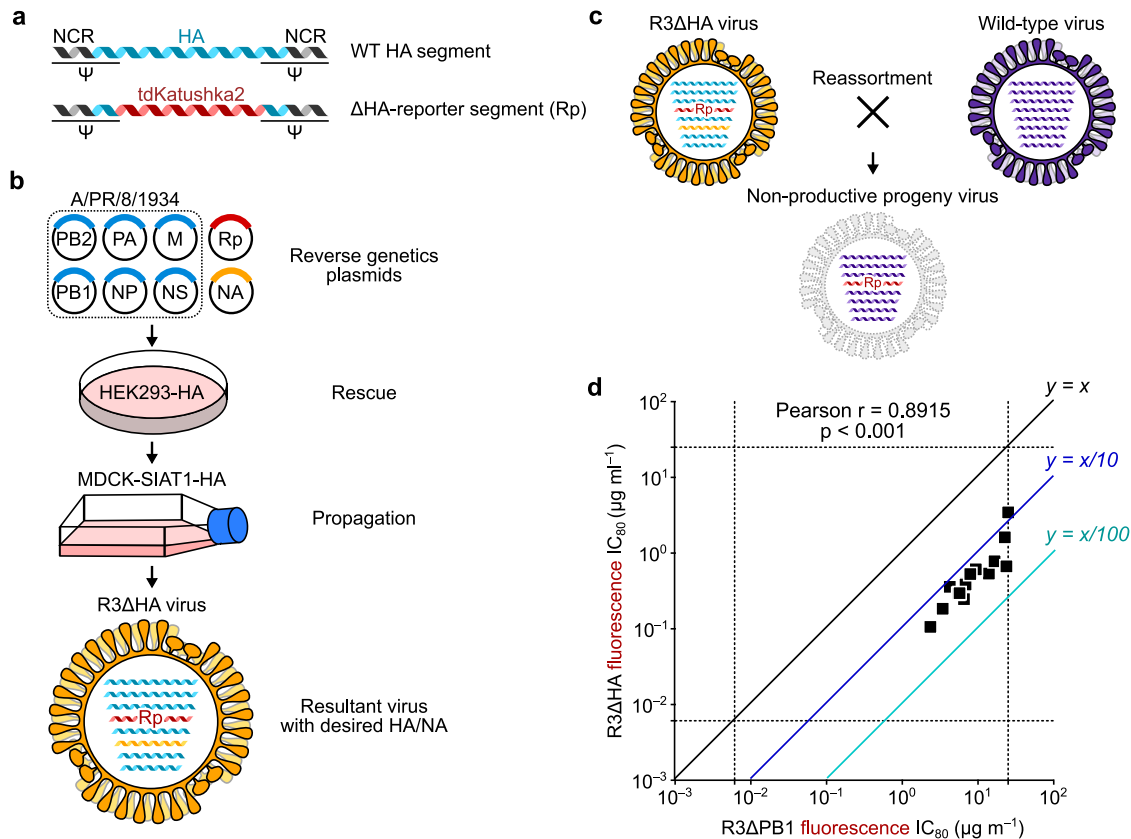 a
NCR HA NCR
WT HA segment
Ψ Ψ
tdKatushka2
ΔHA-reporter segment (Rp)
Ψ Ψ
b
A/PR/8/1934
PB2 PA M Rp
PB1 NP NS NA
Reverse genetics
plasmids
HEK293-HA
Rescue
MDCK-SIAT1-HA
Propagation
R3ΔHA virus
Rp
Resultant virus
with desired HA/NA
c
R3ΔHA virus
Wild-type virus
Reassortment
Rp
Non-productive progeny virus
Rp
d
Pearson r = 0.8915
p < 0.001
y = x
y = x/10
y = x/100
R3ΔHA fluorescence IC₈₀ (µg ml⁻¹)
10²
10¹
10⁰
10⁻¹
10⁻²
10⁻³
10⁻³ 10⁻² 10⁻¹ 10⁰ 10¹ 10²
R3ΔPB1 fluorescence IC₈₀ (µg m⁻¹)